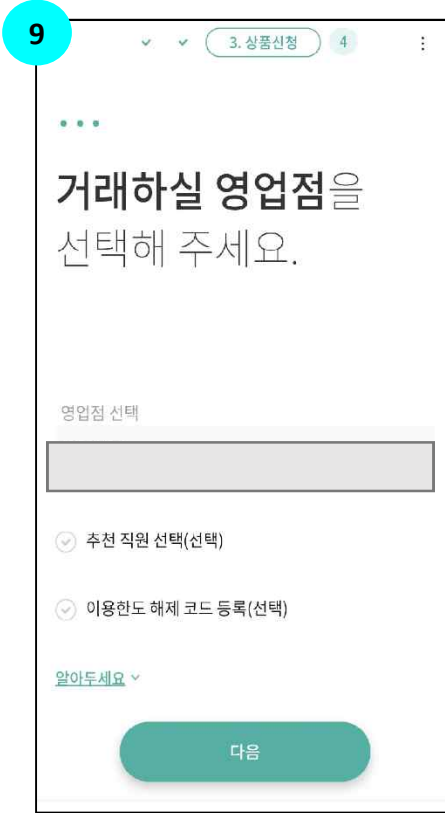 9
3. 상품신청 4
거래하실 영업점을
선택해 주세요.
영업점 선택
추천 직원 선택(선택)
이용한도 해제 코드 등록(선택)
알아두세요
다음